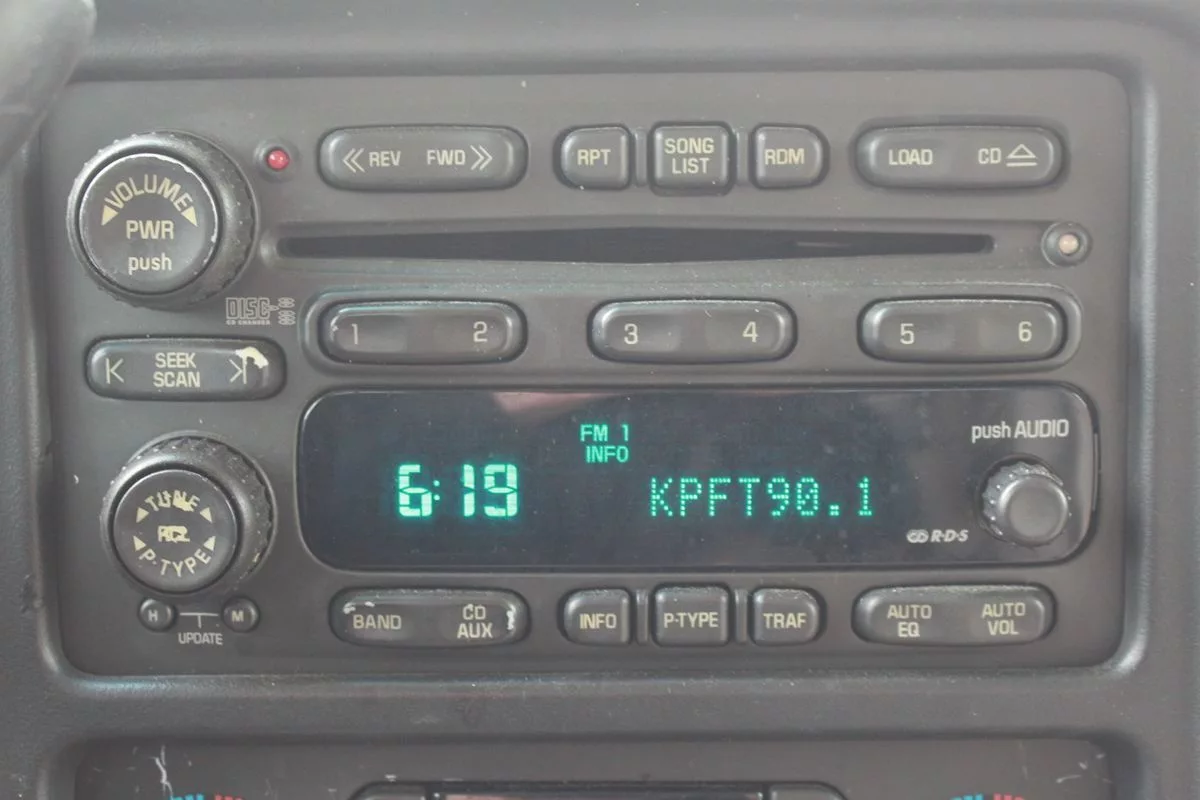 REV FWD
RPT
SONG
LIST
RDM
LOAD CD
VOLUME
PWR
push
DISC
CD CHANGER
1 2
3 4
5 6
SEEK
SCAN
FM 1
INFO
6:19
KPFT90.1
push AUDIO
R·D·S
TUNE
P-TYPE
H M
UPDATE
BAND
CD
AUX
INFO
P-TYPE
TRAF
AUTO
EQ
AUTO
VOL